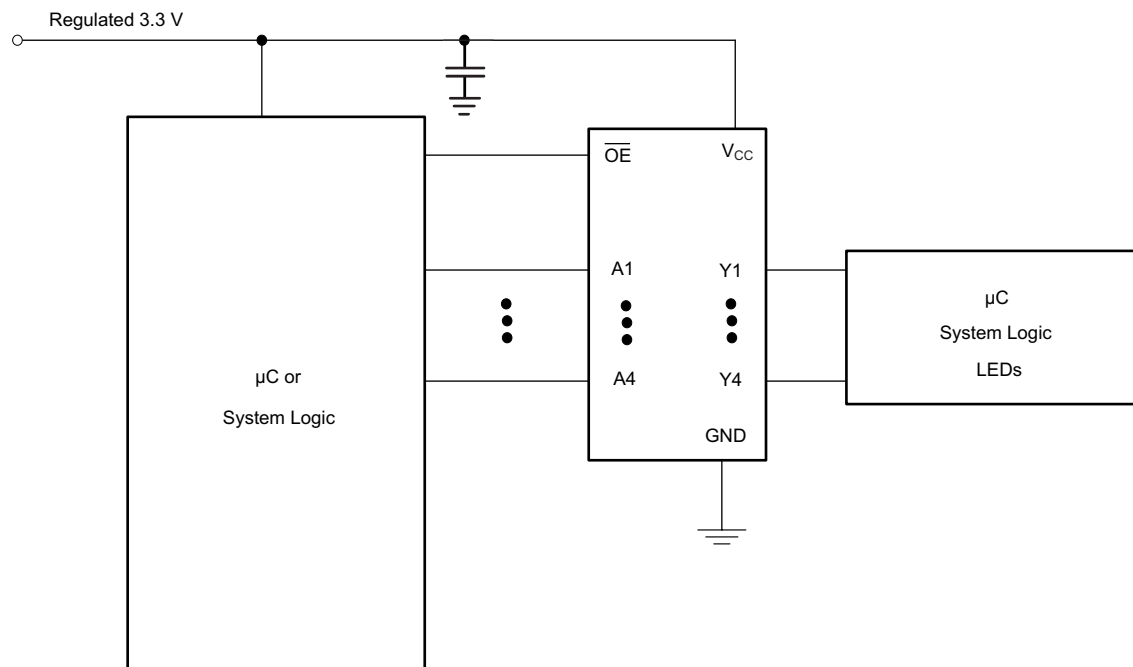 Regulated 3.3 V
OE
VCC
A1
Y1
A4
Y4
GND
µC or
System Logic
µC
System Logic
LEDs